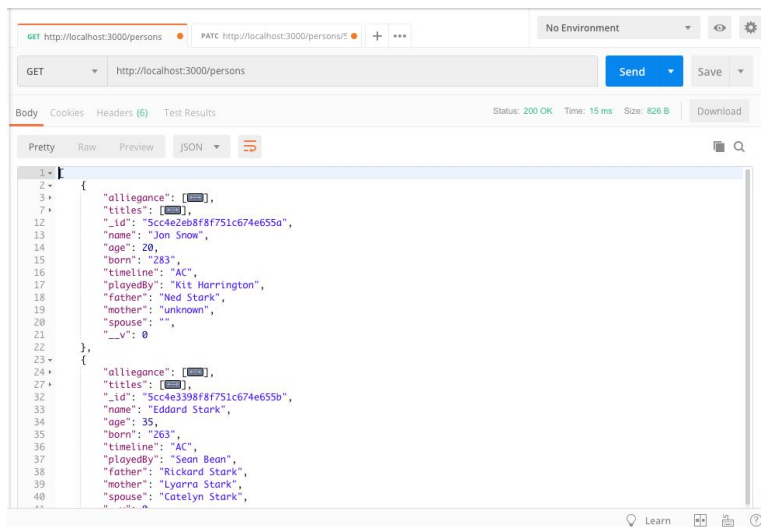 GET http://localhost:3000/persons
PATC http://localhost:3000/persons/5
+
•••
No Environment
GET
http://localhost:3000/persons
Send
Save
Body Cookies Headers (6) Test Results
Status: 200 OK Time: 15 ms Size: 826 B
Download
Pretty Raw Preview JSON
1 [
2 {
3 "alliegance": [],
7 "titles": [],
12 "_id": "5cc4e2eb8f8f751c674e655a",
13 "name": "Jon Snow",
14 "age": 20,
15 "born": "283",
16 "timeline": "AC",
17 "playedBy": "Kit Harrington",
18 "father": "Ned Stark",
19 "mother": "unknown",
20 "spouse": "",
21 "__v": 0
22 },
23 {
24 "alliegance": [],
27 "titles": [],
32 "_id": "5cc4e3398f8f751c674e655b",
33 "name": "Eddard Stark",
34 "age": 35,
35 "born": "263",
36 "timeline": "AC",
37 "playedBy": "Sean Bean",
38 "father": "Rickard Stark",
39 "mother": "Lyarra Stark",
40 "spouse": "Catelyn Stark",
Learn